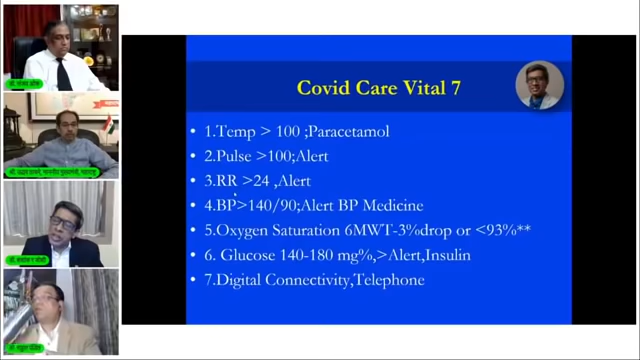 Covid Care Vital 7
1.Temp > 100 ;Paracetamol
2.Pulse >100;Alert
3.RR >24 ,Alert
4.BP>140/90;Alert BP Medicine
5.Oxygen Saturation 6MWT-3%drop or <93%**
6. Glucose 140-180 mg%,>Alert,Insulin
7.Digital Connectivity,Telephone
डॉ. संजय ओक
डॉ. राहुल पंडित